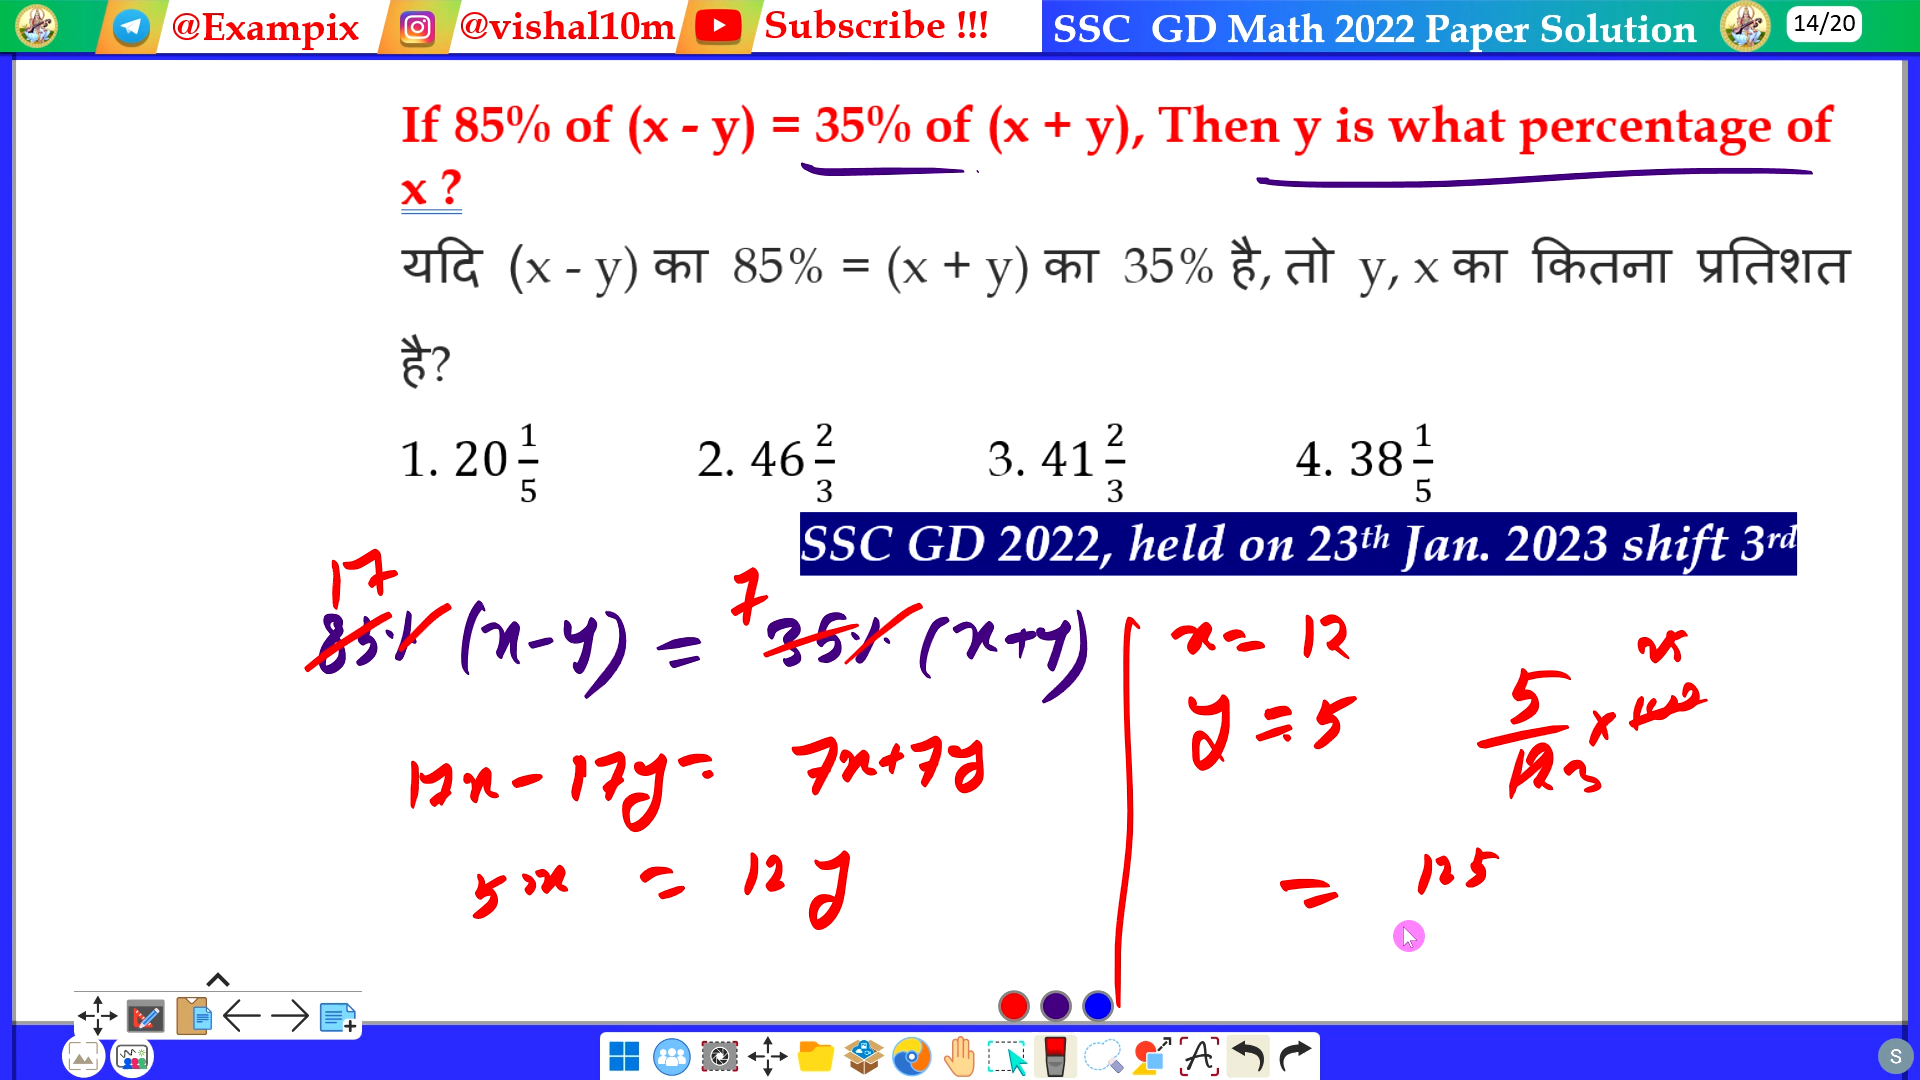 @Exampix @vishal10m Subscribe !!! SSC GD Math 2022 Paper Solution 14/20
If 85% of (x - y) = 35% of (x + y), Then y is what percentage of
x ?
यदि (x - y) का 85% = (x + y) का 35% है, तो y, x का कितना प्रतिशत
है?
1. 20 1/5 2. 46 2/3 3. 41 2/3 4. 38 1/5
SSC GD 2022, held on 23th Jan. 2023 shift 3rd
17 7
85% (x-y) = 35% (x+y)
17x - 17y = 7x+7y
5x = 12 y
x = 12
y = 5
25
5/12 x 100
3
= 125
S